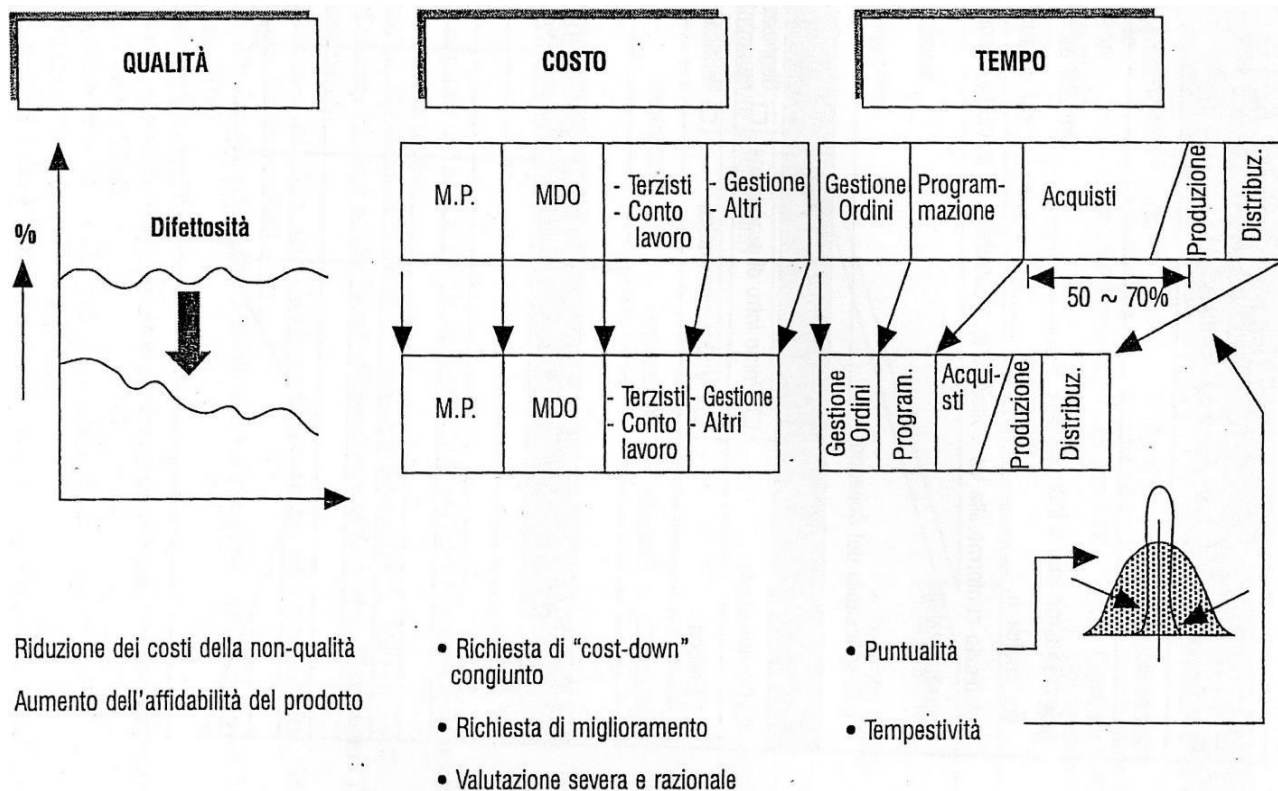 QUALITÀ
COSTO
TEMPO
%
Difettosità
M.P.
MDO
- Terzisti
- Conto
lavoro
- Gestione
- Altri
Gestione
Ordini
Program-
mazione
Acquisti
Produzione
Distribuz.
50 ~ 70%
M.P.
MDO
- Terzisti
- Conto
lavoro
- Gestione
- Altri
Gestione
Ordini
Program.
Acqui-
sti
Produzione
Distribuz.
Riduzione dei costi della non-qualità
Aumento dell'affidabilità del prodotto
• Richiesta di “cost-down”
congiunto
• Richiesta di miglioramento
• Valutazione severa e razionale
• Puntualità
• Tempestività